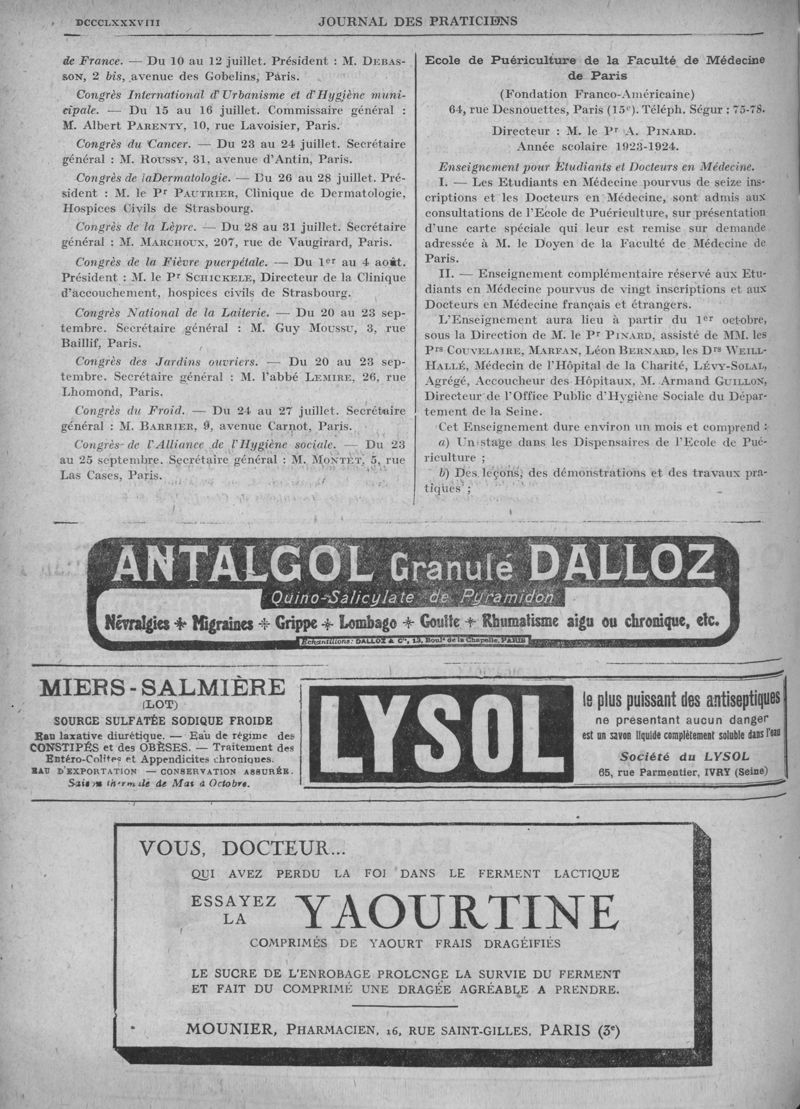 DCCCLXXXVIII
JOURNAL DES PRATICIENS
de France. — Du 10 au 12 juillet. Président : M. DEBAS-
SON, 2 bis, avenue des Gobelins, Paris.
Congrès International d'Urbanisme et d'Hygiène muni-
cipale. — Du 15 au 16 juillet. Commissaire général :
M. Albert PARENTY, 10, rue Lavoisier, Paris.
Congrès du Cancer. — Du 23 au 24 juillet. Secrétaire
général : M. ROUSSY, 31, avenue d'Antin, Paris.
Congrès de laDermatologie. — Du 26 au 28 juillet. Pré-
sident : M. le Pr PAUTRIER, Clinique de Dermatologie,
Hospices Civils de Strasbourg.
Congrès de la Lèpre. — Du 28 au 31 juillet. Secrétaire
général : M. MARCHOUX, 207, rue de Vaugirard, Paris.
Congrès de la Fièvre puerpétale. — Du 1er au 4 août.
Président : M. le Pr SCHICKELE, Directeur de la Clinique
d'accouchement, hospices civils de Strasbourg.
Congrès National de la Laiterie. — Du 20 au 23 sep-
tembre. Secrétaire général : M. Guy MOUSSU, 3, rue
Baillif, Paris.
Congrès des Jardins ouvriers. — Du 20 au 23 sep-
tembre. Secrétaire général : M. l'abbé LEMIRE, 26, rue
Lhomond, Paris.
Congrès du Froid. — Du 24 au 27 juillet. Secrétaire
général : M. BARRIER, 9, avenue Carnot, Paris.
Congrès de l'Alliance de l'Hygiène sociale. — Du 23
au 25 septembre. Secrétaire général : M. MONTET, 5, rue
Las Cases, Paris.
Ecole de Puériculture de la Faculté de Médecine
de Paris
(Fondation Franco-Américaine)
64, rue Desnouettes, Paris (15e). Téléph. Ségur : 75-78.
Directeur : M. le Pr A. PINARD.
Année scolaire 1923-1924.
Enseignement pour Etudiants et Docteurs en Médecine.
I. — Les Etudiants en Médecine pourvus de seize ins-
criptions et les Docteurs en Médecine, sont admis aux
consultations de l'Ecole de Puériculture, sur présentation
d'une carte spéciale qui leur est remise sur demande
adressée à M. le Doyen de la Faculté de Médecine de
Paris.
II. — Enseignement complémentaire réservé aux Etu-
diants en Médecine pourvus de vingt inscriptions et aux
Docteurs en Médecine français et étrangers.
L'Enseignement aura lieu à partir du 1er octobre,
sous la Direction de M. le Pr PINARD, assisté de MM. les
Prs COUVELAIRE, MARFAN, Léon BERNARD, les Drs WEILL-
HALLÉ, Médecin de l'Hôpital de la Charité, LÉVY-SOLAL,
Agrégé, Accoucheur des Hôpitaux, M. Armand GUILLON,
Directeur de l'Office Public d'Hygiène Sociale du Dépar-
tement de la Seine.
Cet Enseignement dure environ un mois et comprend :
a) Un stage dans les Dispensaires de l'Ecole de Pué-
riculture ;
b) Des leçons, des démonstrations et des travaux pra-
tiques ;
ANTALGOL Granulé DALLOZ
Quino-Salicylate de Pyramidon
Névralgies + Migraines + Grippe + Lombago + Goutte + Rhumatisme aigu ou chronique, etc.
Echantillons: DALLOZ & Cie, 13, Boulᵈ de la Chapelle, PARIS
MIERS-SALMIÈRE
(LOT)
SOURCE SULFATÉE SODIQUE FROIDE
Eau laxative diurétique. — Eau de régime des
CONSTIPÉS et des OBÈSES. — Traitement des
Entéro-Colites et Appendicites chroniques.
EAU D'EXPORTATION — CONSERVATION ASSURÉE.
Saison thermale de Mai à Octobre.
LYSOL
le plus puissant des antiseptiques
ne présentant aucun danger
est un savon liquide complètement soluble dans l'eau
Société du LYSOL
65, rue Parmentier, IVRY (Seine)
VOUS, DOCTEUR...
QUI AVEZ PERDU LA FOI DANS LE FERMENT LACTIQUE
ESSAYEZ
LA YAOURTINE
COMPRIMÉS DE YAOURT FRAIS DRAGÉIFIÉS
LE SUCRE DE L'ENROBAGE PROLONGE LA SURVIE DU FERMENT
ET FAIT DU COMPRIMÉ UNE DRAGÉE AGRÉABLE A PRENDRE.
MOUNIER, PHARMACIEN, 16, RUE SAINT-GILLES, PARIS (3e)